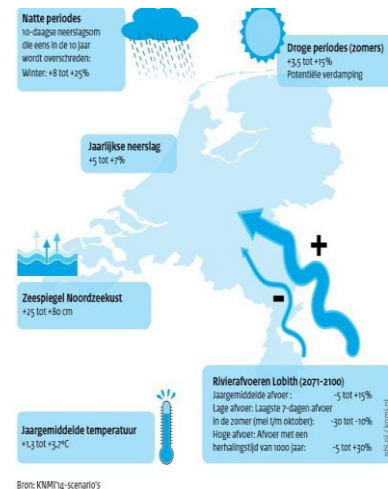 Natte periodes
10-daagse neerslagsom
die eens in de 10 jaar
wordt overschreden:
Winter: +8 tot +25%
Droge periodes (zomers)
+3,5 tot +15%
Potentiële verdamping
Jaarlijkse neerslag
+5 tot +7%
+
-
Zeespiegel Noordzeekust
+25 tot +80 cm
Rivierafvoeren Lobith (2071-2100)
Jaargemiddelde afvoer: -5 tot +15%
Lage afvoer: Laagste 7-dagen afvoer
in de zomer (mei t/m oktober): -30 tot -10%
Hoge afvoer: Afvoer met een
herhalingstijd van 1000 jaar: -5 tot +30%
Jaargemiddelde temperatuur
+1,3 tot +3,7°C
pbl.nl / knmi.nl
Bron: KNMI'14-scenario's